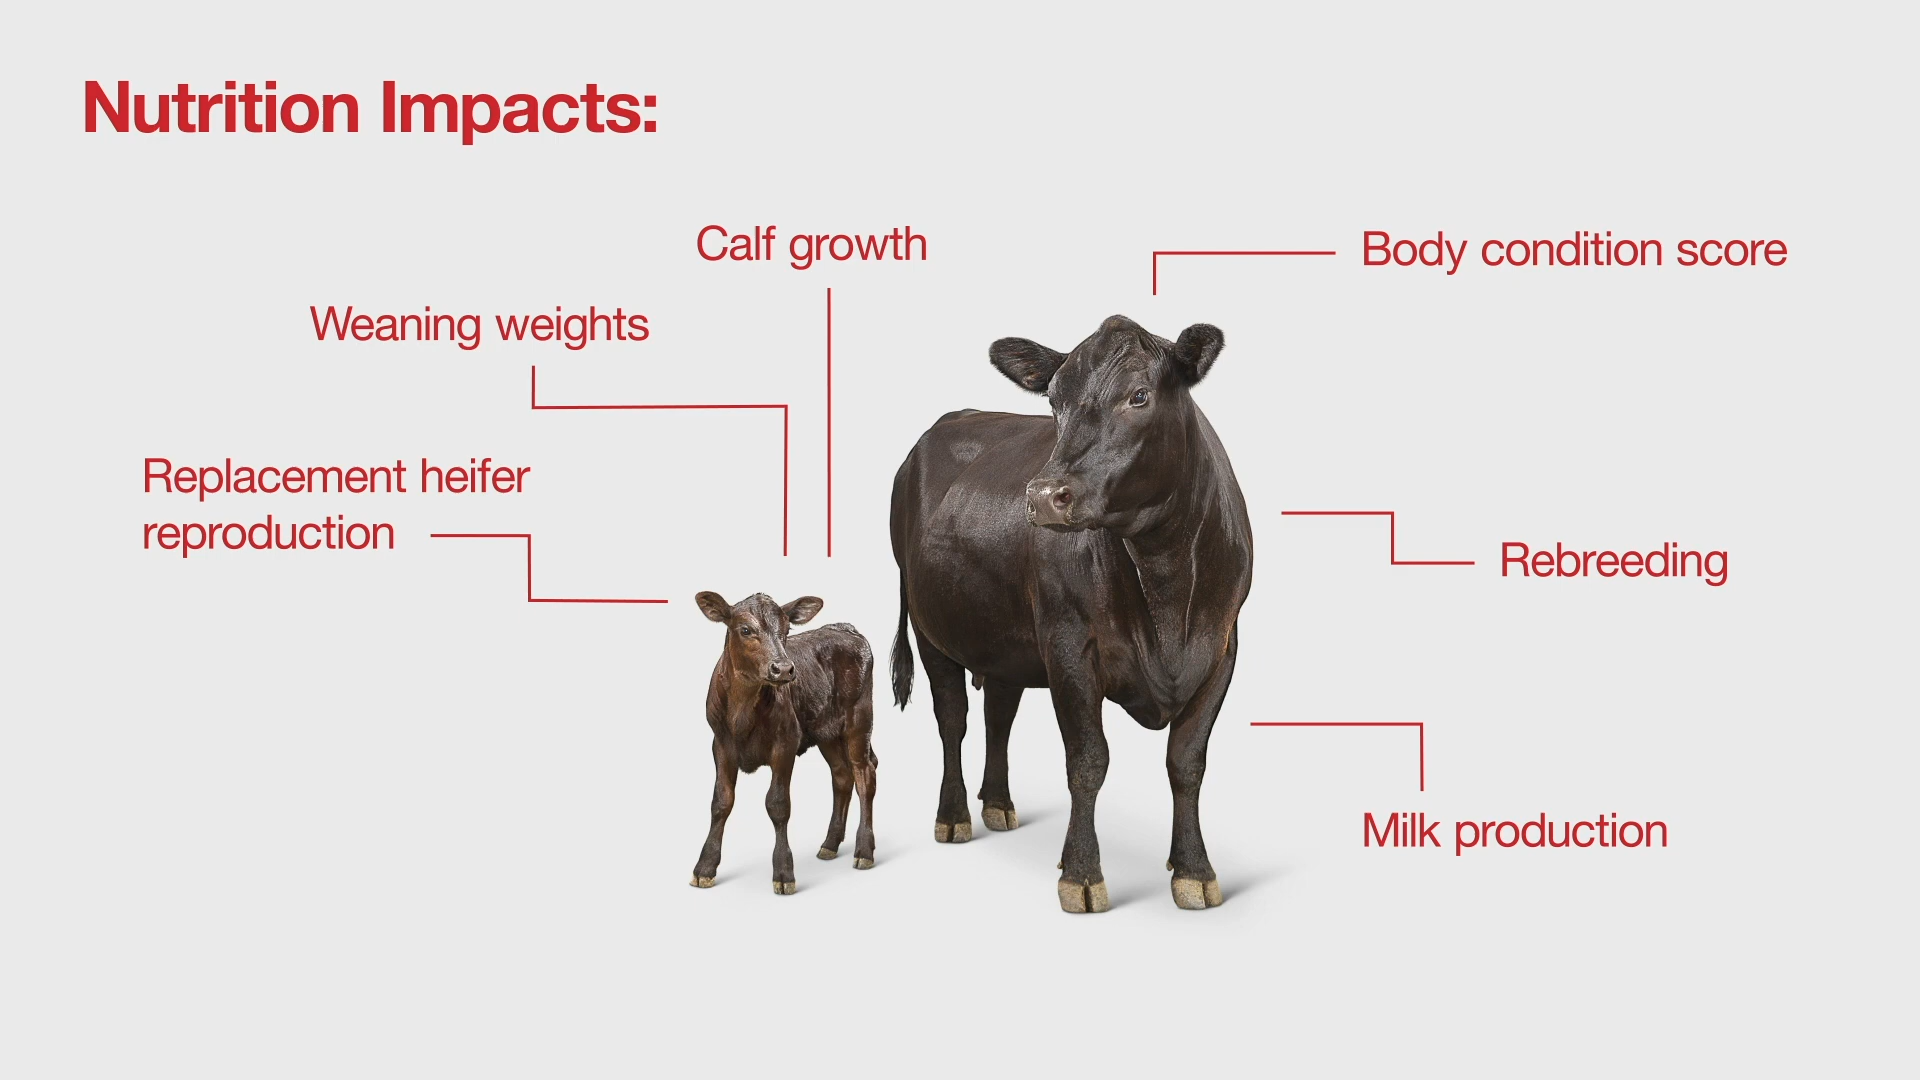 Nutrition Impacts:
Calf growth
Body condition score
Weaning weights
Replacement heifer
reproduction
Rebreeding
Milk production